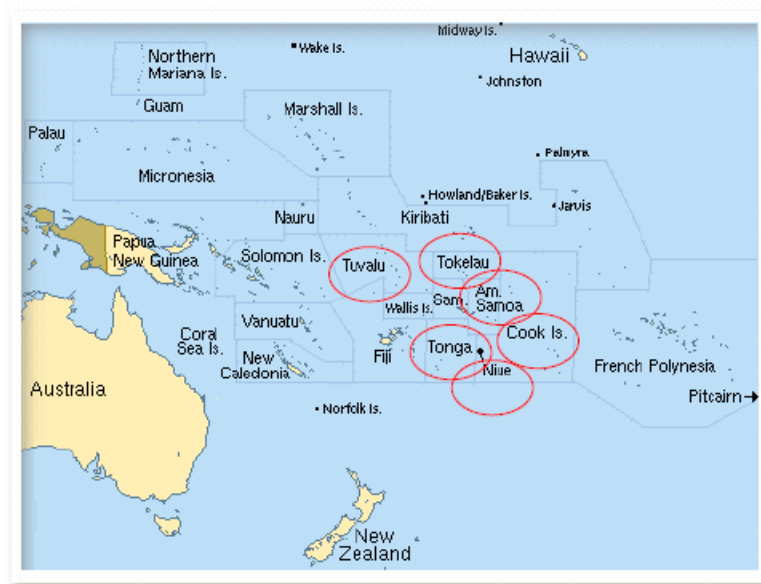 Midway Is.
Wake Is.
Hawaii
Northern
Mariana Is.
Johnston
Guam
Marshall Is.
Palau
Palmyra
Micronesia
Howland/Baker Is.
Jarvis
Nauru
Kiribati
Papua
New Guinea
Solomon Is.
Tuvalu
Tokelau
Sam.
Am.
Samoa
Wallis Is.
Vanuatu
Coral
Sea Is.
Cook Is.
Fiji
Tonga
Niue
New
Caledonia
French Polynesia
Australia
Pitcairn
Norfolk Is.
New
Zealand